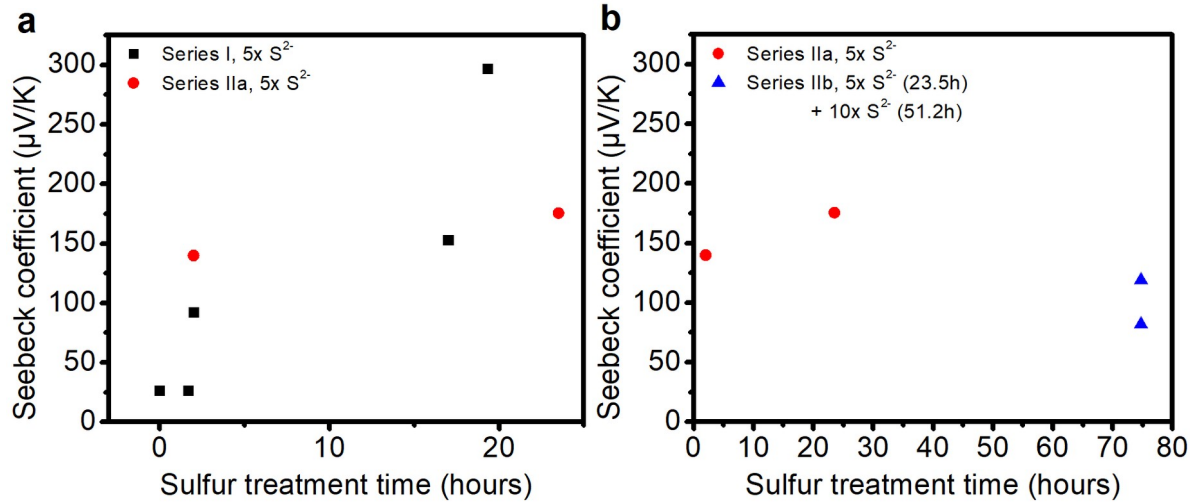 a
Series I, 5x S²⁻
Series IIa, 5x S²⁻
300
250
200
150
100
50
0
Seebeck coefficient (µV/K)
0 10 20
Sulfur treatment time (hours)
b
Series IIa, 5x S²⁻
Series IIb, 5x S²⁻ (23.5h)
+ 10x S²⁻ (51.2h)
300
250
200
150
100
50
0
Seebeck coefficient (µV/K)
0 10 20 30 40 50 60 70 80
Sulfur treatment time (hours)